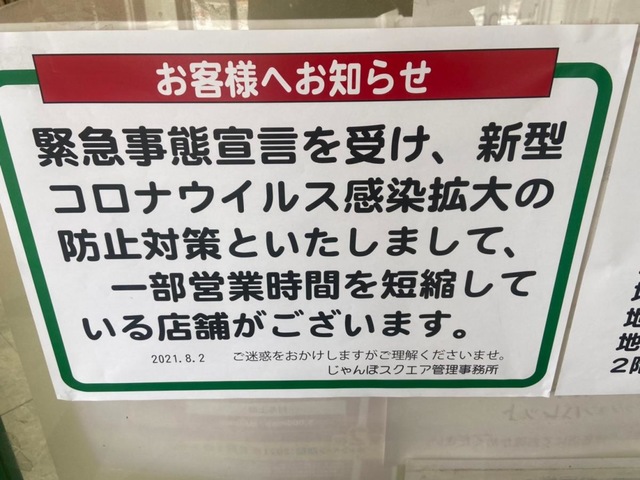 お客様へお知らせ
緊急事態宣言を受け、新型
コロナウイルス感染拡大の
防止対策といたしまして、
一部営業時間を短縮して
いる店舗がございます。
2021.8.2 ご迷惑をおかけしますがご理解くださいませ。
じゃんぼスクエア管理事務所
地
地
2階